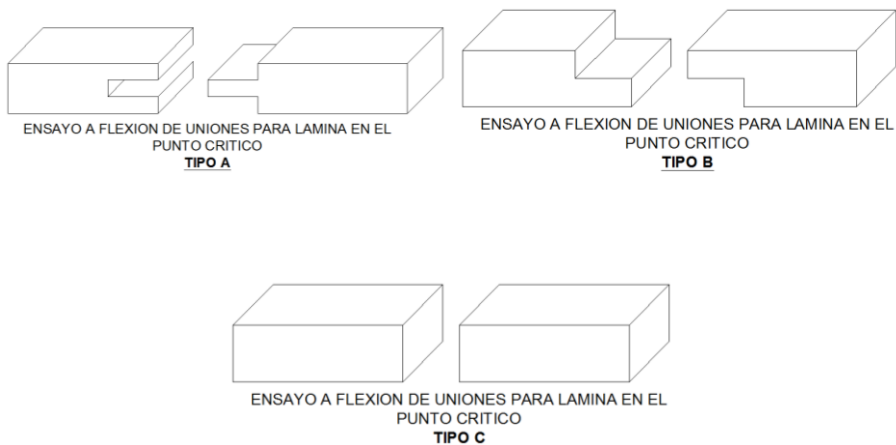 ENSAYO A FLEXION DE UNIONES PARA LAMINA EN EL
PUNTO CRITICO
TIPO A
ENSAYO A FLEXION DE UNIONES PARA LAMINA EN EL
PUNTO CRITICO
TIPO B
ENSAYO A FLEXION DE UNIONES PARA LAMINA EN EL
PUNTO CRITICO
TIPO C